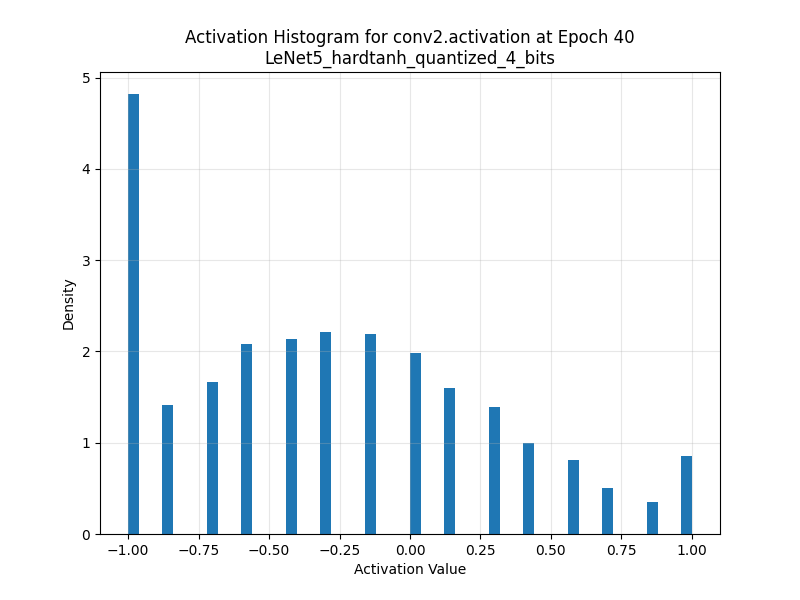 Activation Histogram for conv2.activation at Epoch 40
LeNet5_hardtanh_quantized_4_bits
5
4
3
2
1
0
Density
−1.00 −0.75 −0.50 −0.25 0.00 0.25 0.50 0.75 1.00
Activation Value